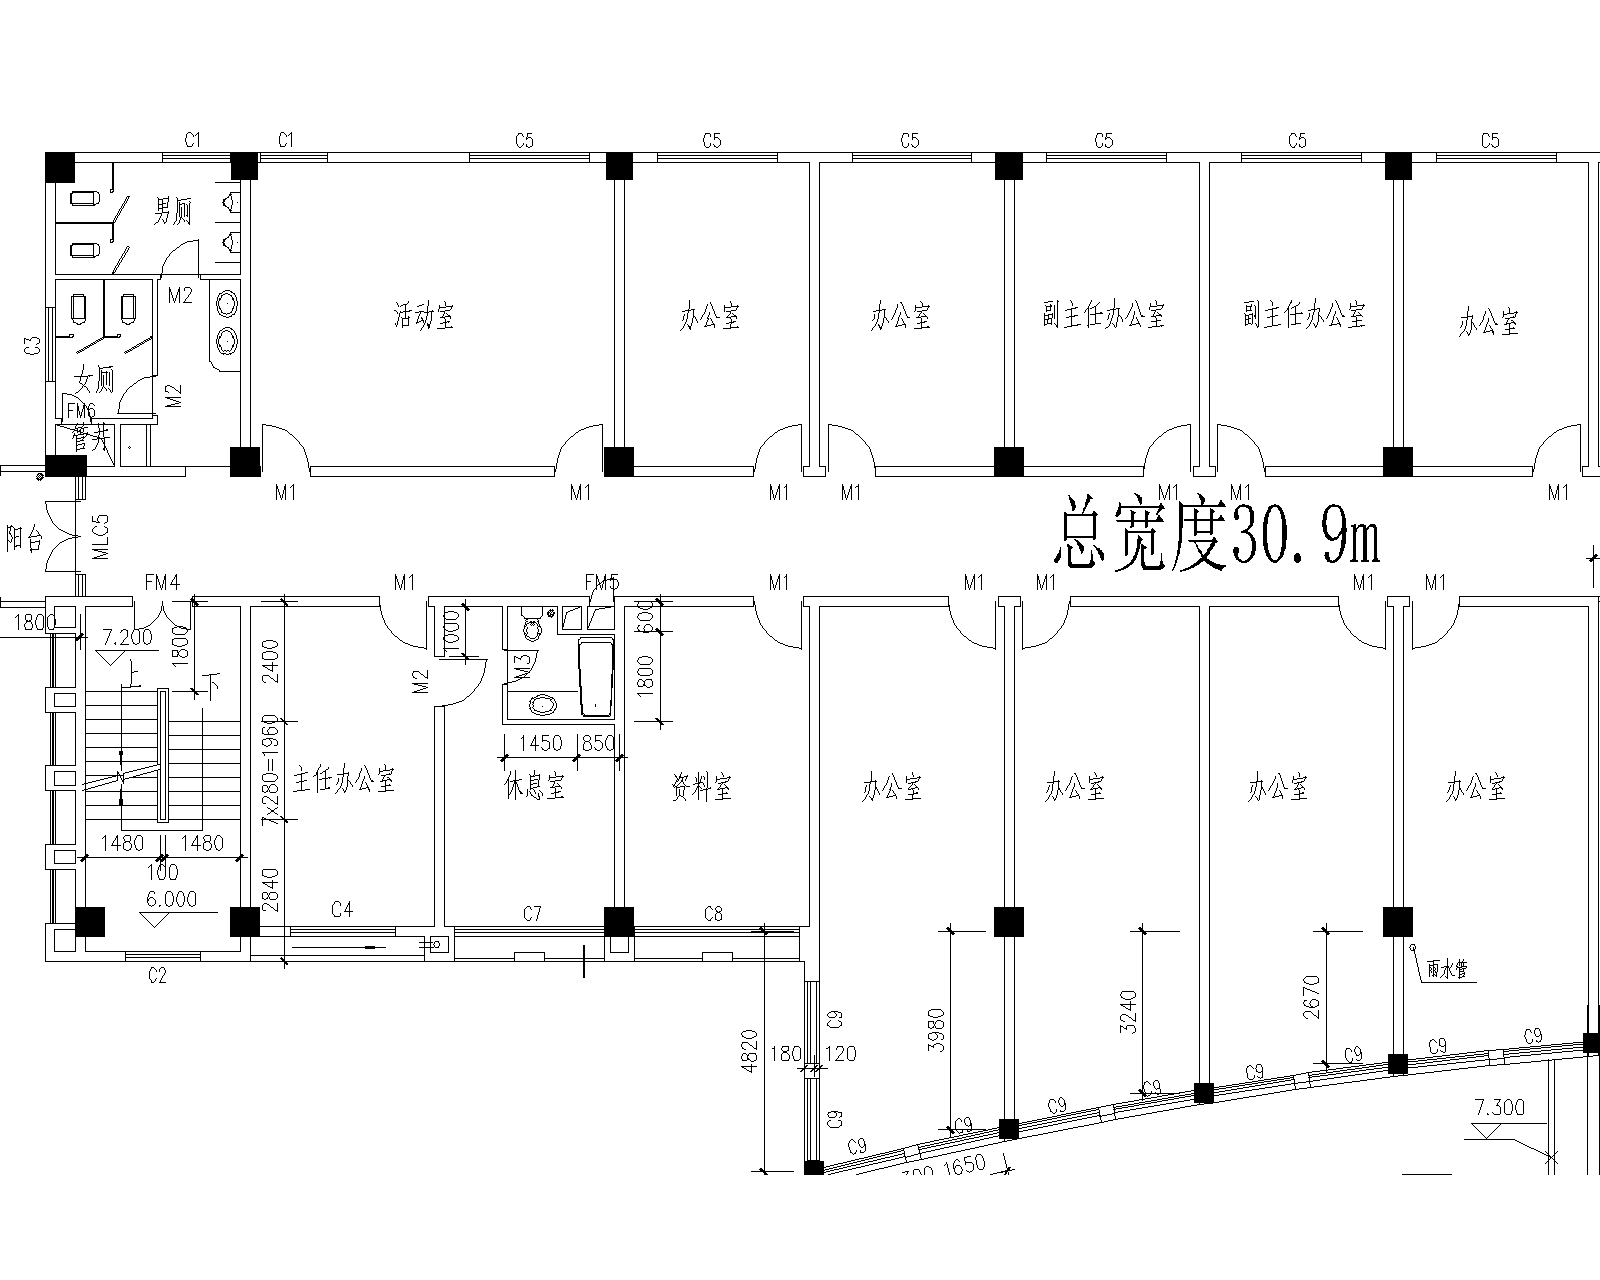 C1
C1
C5
C5
C5
C5
C5
C5
男厕
M2
活动室
办公室
办公室
副主任办公室
副主任办公室
办公室
C3
女厕
M2
FM6
管井
M1
M1
M1
M1
M1
M1
M1
阳台
MLC5
总宽度30.9m
FM4
M1
FM5
M1
M1
M1
M1
M1
1800
7.200
1800
上
下
2400
1000
M2
M3
600
1800
1450
850
7x280=1960
主任办公室
休息室
资料室
办公室
办公室
办公室
办公室
1480
1480
100
6.000
2840
C4
C7
C8
C2
雨水管
4820
180
120
C9
C9
3980
3240
2670
C9
C9
C9
C9
C9
C9
C9
C9
7.300
1650